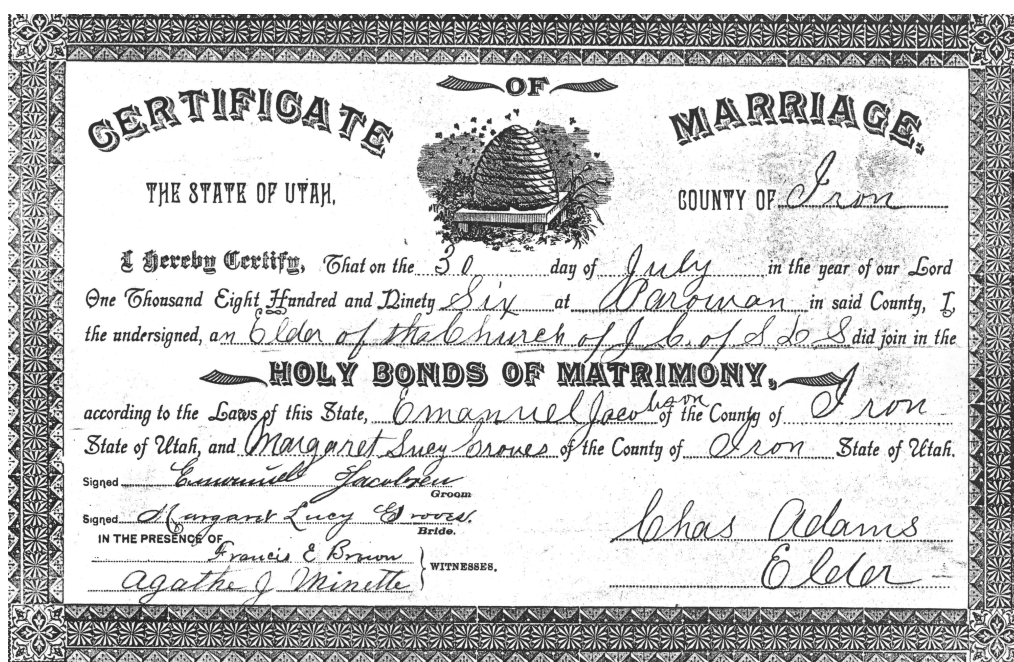 CERTIFICATE OF MARRIAGE.
THE STATE OF UTAH, COUNTY OF Iron
I Hereby Certify, That on the 30 day of July in the year of our Lord
One Thousand Eight Hundred and Ninety Six at Parowan in said County, I,
the undersigned, an Elder of the Church of J. C. of L D S did join in the
HOLY BONDS OF MATRIMONY,
according to the Laws of this State, Emanuel Jacobson of the County of Iron
State of Utah, and Margaret Lucy Groves of the County of Iron State of Utah.
Signed Emanuel Jacobsen
Groom
Signed Margaret Lucy Groves.
Bride.
IN THE PRESENCE OF
Francis E Brown
Agathe J Minette
WITNESSES.
Chas Adams
Elder